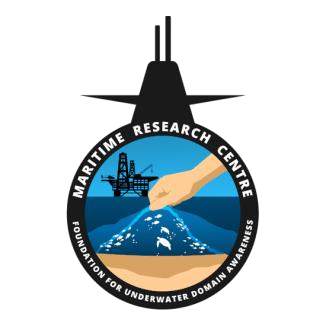 MARITIME RESEARCH CENTRE
FOUNDATION FOR UNDERWATER DOMAIN AWARENESS